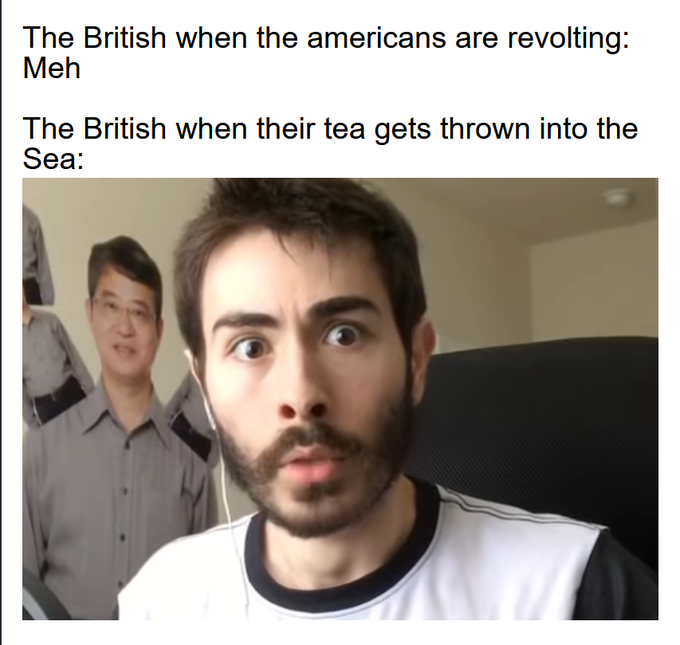 The British when the americans are revolting:
Meh
The British when their tea gets thrown into the
Sea: